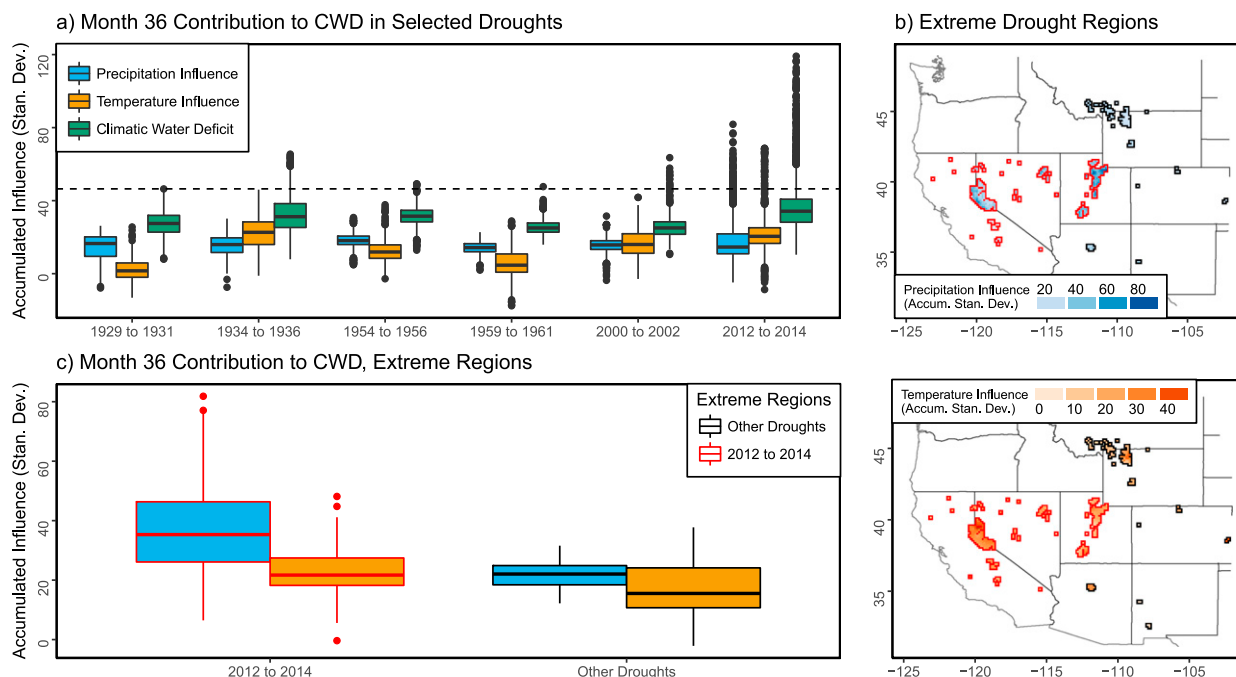 a) Month 36 Contribution to CWD in Selected Droughts
Accumulated Influence (Stan. Dev.)
120
80
40
0
Precipitation Influence
Temperature Influence
Climatic Water Deficit
1929 to 1931
1934 to 1936
1954 to 1956
1959 to 1961
2000 to 2002
2012 to 2014
b) Extreme Drought Regions
45
40
35
Precipitation Influence
(Accum. Stan. Dev.)
20 40 60 80
−125 −120 −115 −110 −105
c) Month 36 Contribution to CWD, Extreme Regions
Accumulated Influence (Stan. Dev.)
80
60
40
20
0
Extreme Regions
Other Droughts
2012 to 2014
2012 to 2014
Other Droughts
Temperature Influence
(Accum. Stan. Dev.)
0 10 20 30 40
45
40
35
−125 −120 −115 −110 −105